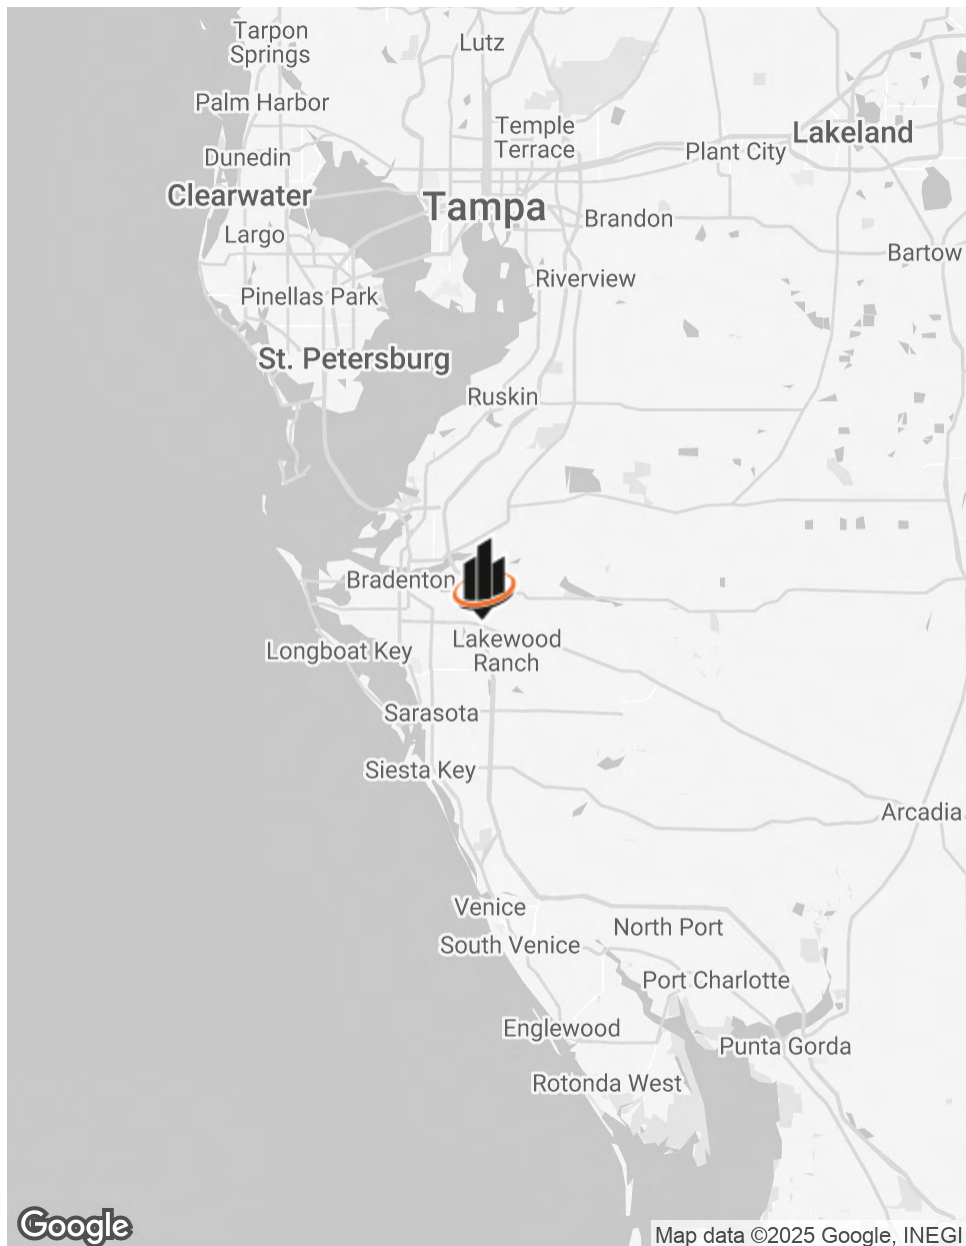 Tarpon
Springs
Lutz
Palm Harbor
Temple
Terrace
Lakeland
Plant City
Dunedin
Clearwater
Tampa
Brandon
Largo
Bartow
Riverview
Pinellas Park
St. Petersburg
Ruskin
Bradenton
Lakewood
Ranch
Longboat Key
Sarasota
Siesta Key
Arcadia
Venice
North Port
South Venice
Port Charlotte
Englewood
Punta Gorda
Rotonda West
Google
Map data ©2025 Google, INEGI